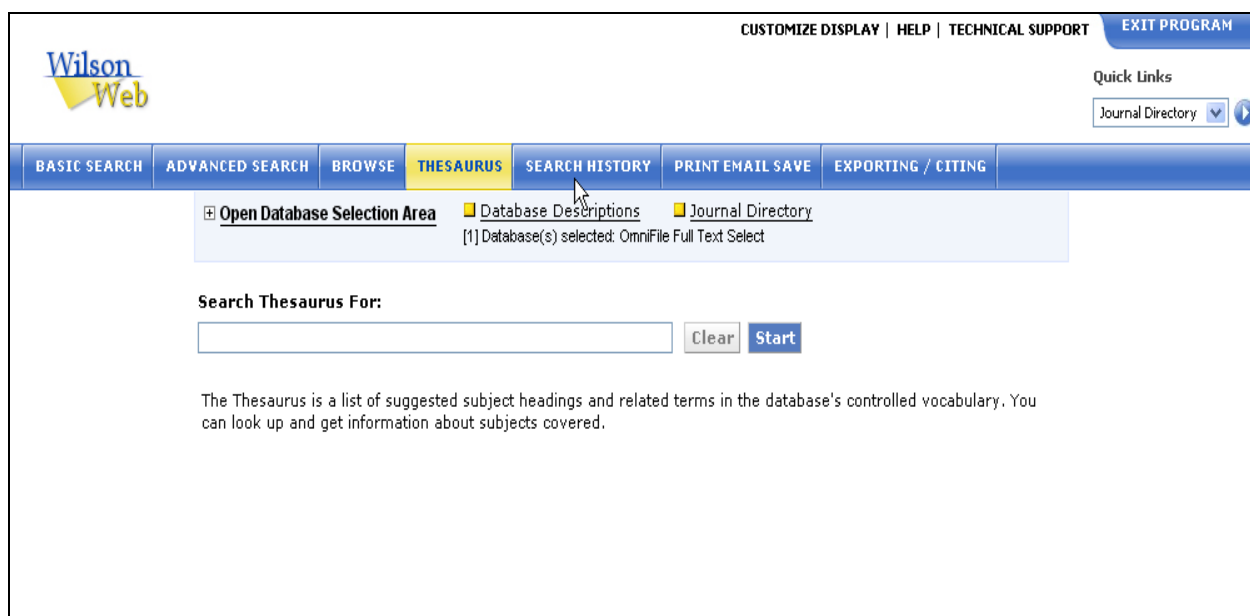 CUSTOMIZE DISPLAY | HELP | TECHNICAL SUPPORT
EXIT PROGRAM
Wilson
Web
Quick Links
Journal Directory
BASIC SEARCH
ADVANCED SEARCH
BROWSE
THESAURUS
SEARCH HISTORY
PRINT EMAIL SAVE
EXPORTING / CITING
Open Database Selection Area
Database Descriptions
Journal Directory
[1] Database(s) selected: OmniFile Full Text Select
Search Thesaurus For:
Clear
Start
The Thesaurus is a list of suggested subject headings and related terms in the database's controlled vocabulary. You
can look up and get information about subjects covered.